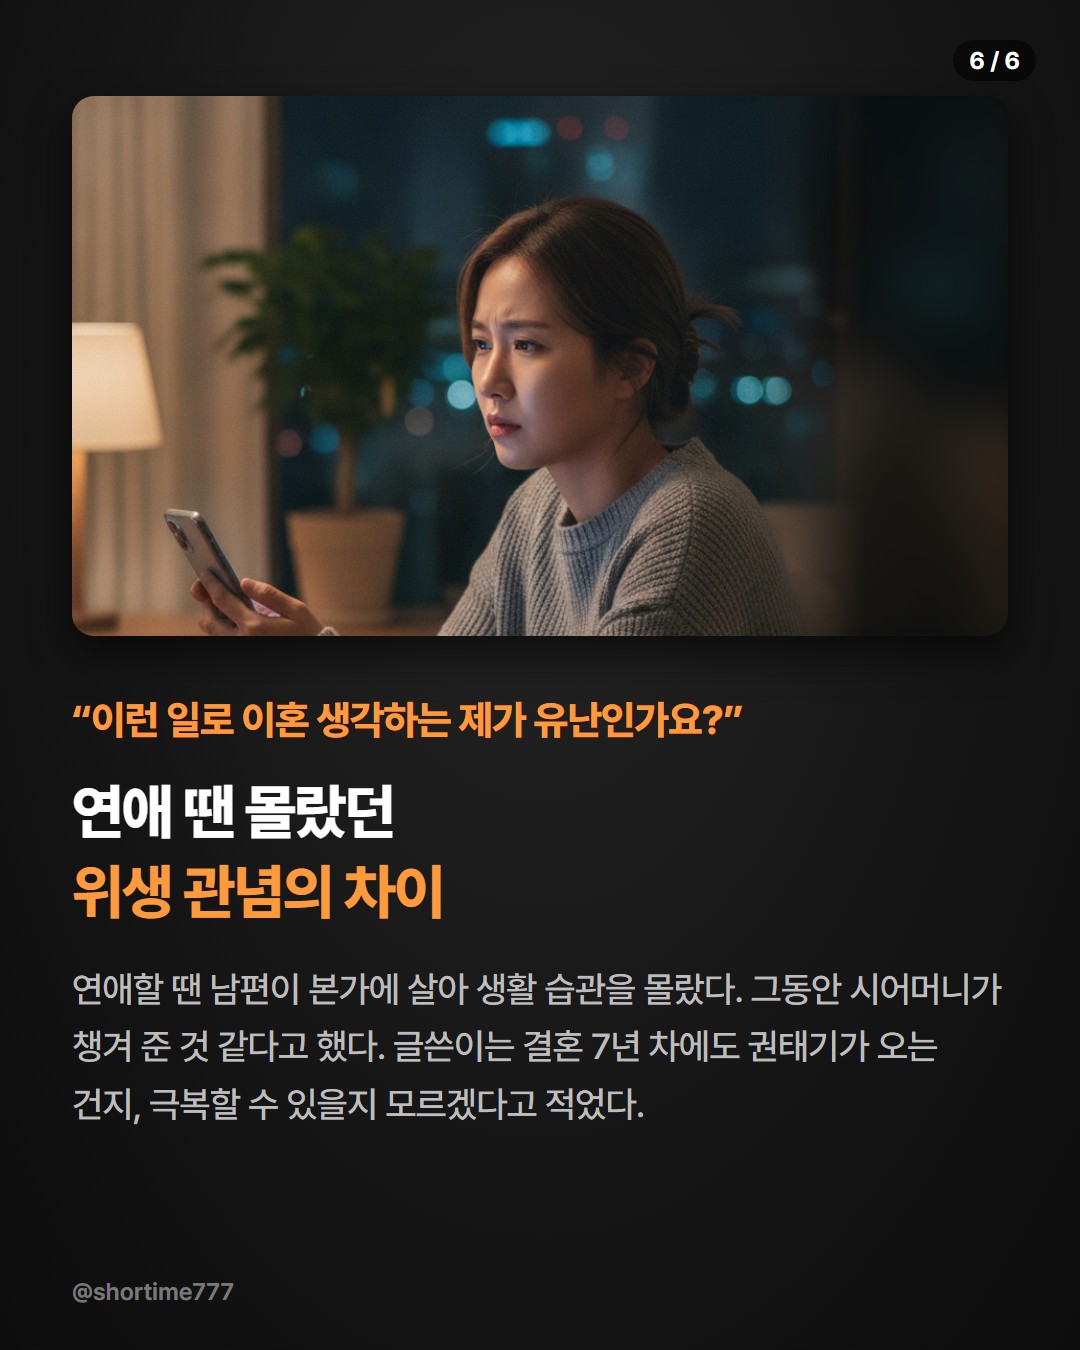 6 / 6
“이런 일로 이혼 생각하는 제가 유난인가요?”
연애 땐 몰랐던
위생 관념의 차이
연애할 땐 남편이 본가에 살아 생활 습관을 몰랐다. 그동안 시어머니가
챙겨 준 것 같다고 했다. 글쓴이는 결혼 7년 차에도 권태기가 오는
건지, 극복할 수 있을지 모르겠다고 적었다.
@shortime777